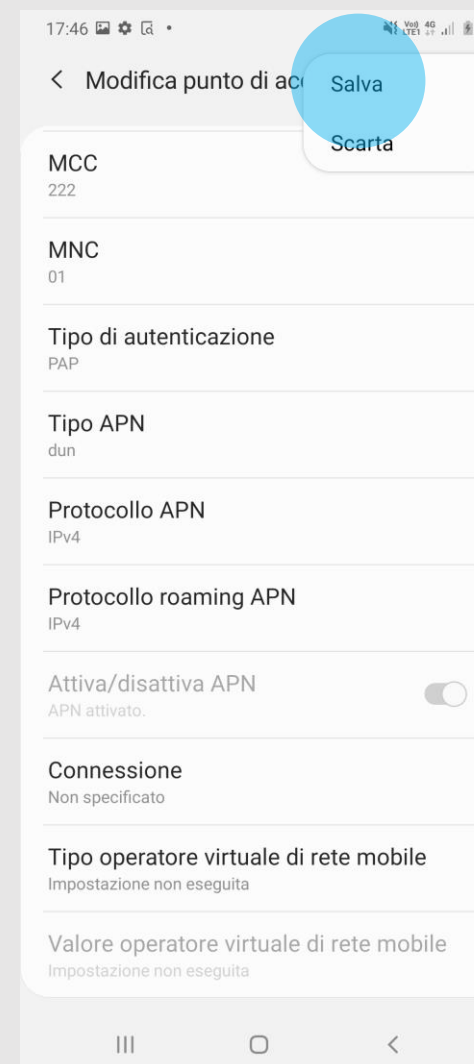 17:46
Modifica punto di acc
Salva
Scarta
MCC
222
MNC
01
Tipo di autenticazione
PAP
Tipo APN
dun
Protocollo APN
IPv4
Protocollo roaming APN
IPv4
Attiva/disattiva APN
APN attivato.
Connessione
Non specificato
Tipo operatore virtuale di rete mobile
Impostazione non eseguita
Valore operatore virtuale di rete mobile
Impostazione non eseguita